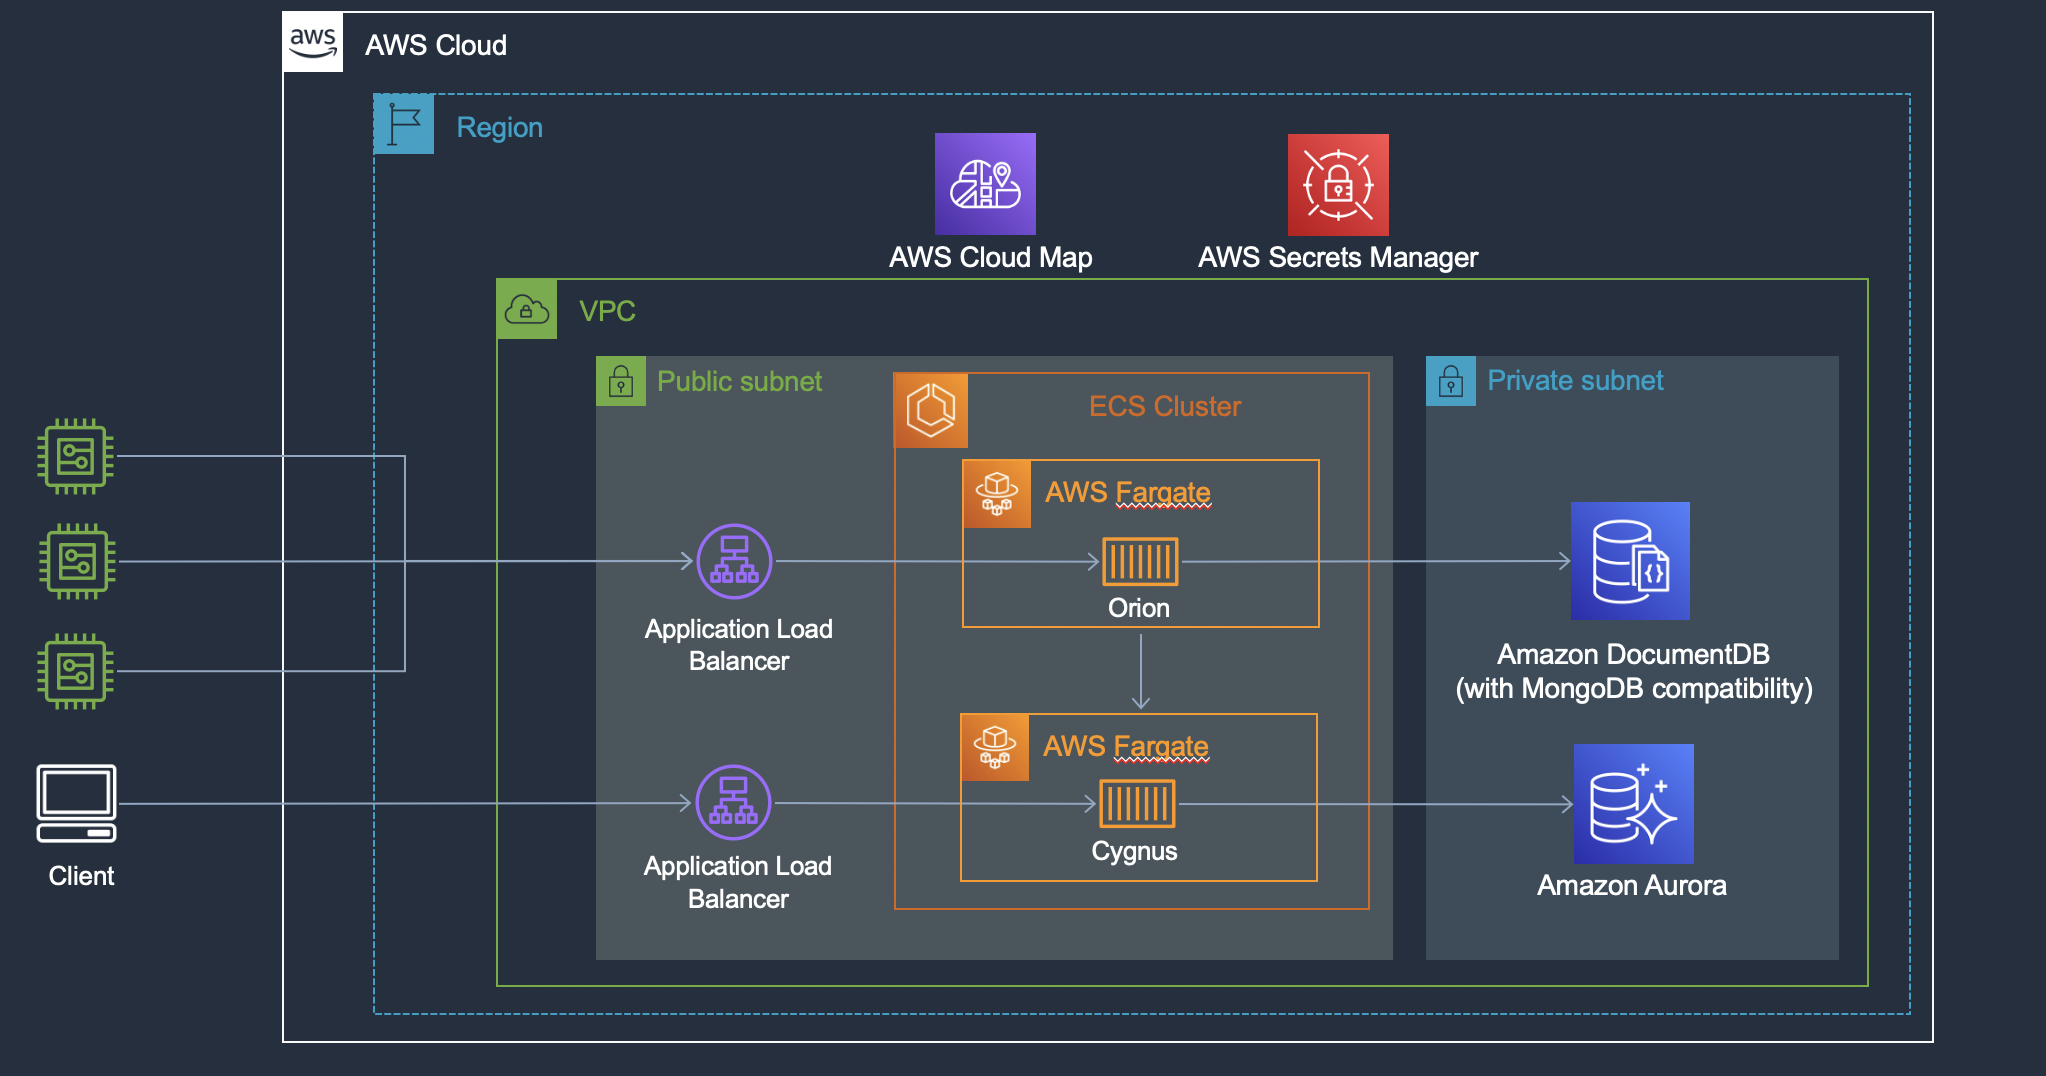 aws
AWS Cloud
Region
AWS Cloud Map
AWS Secrets Manager
VPC
Public subnet
ECS Cluster
Private subnet
AWS Fargate
Orion
Application Load
Balancer
{}
Amazon DocumentDB
(with MongoDB compatibility)
AWS Fargate
Cygnus
Application Load
Balancer
Client
Amazon Aurora